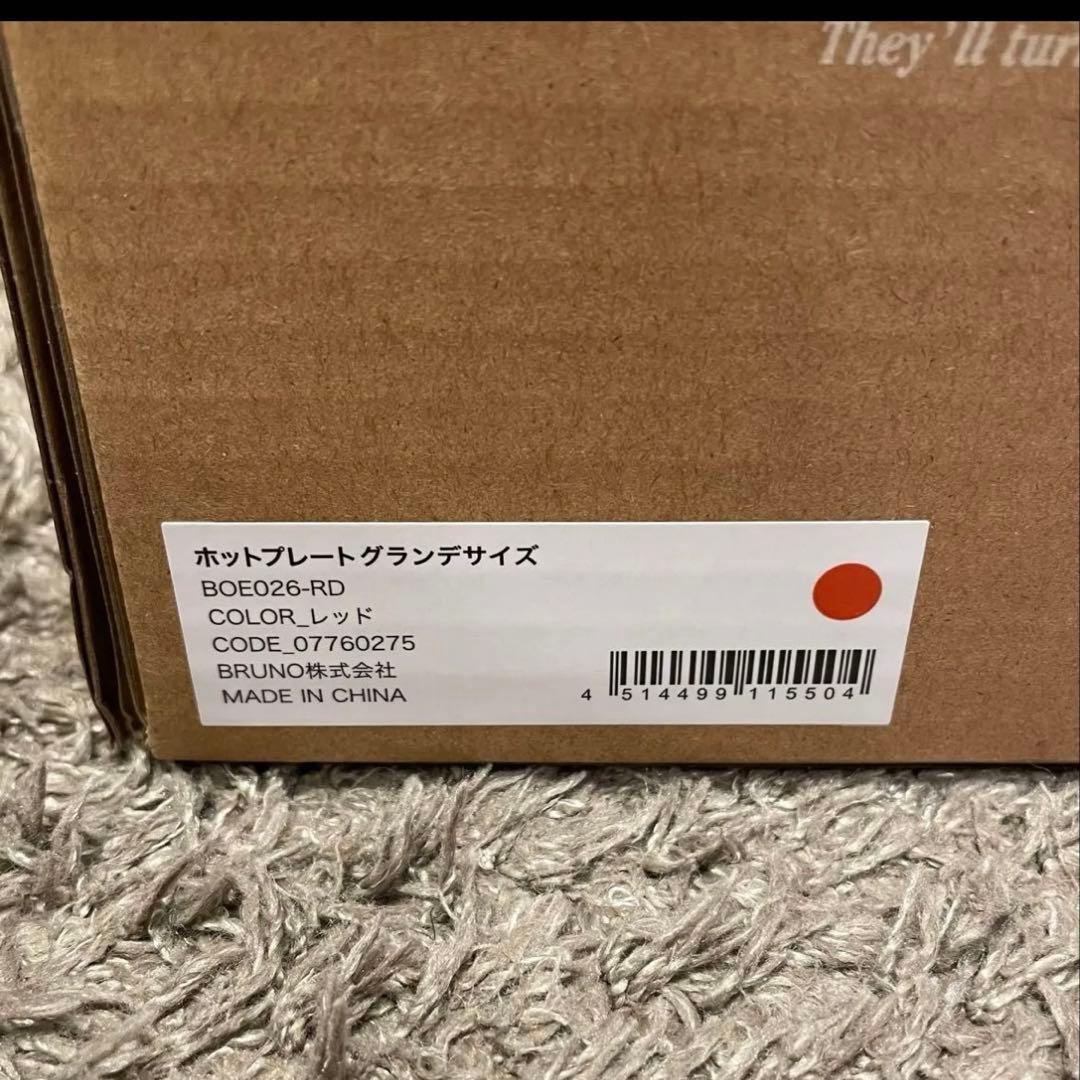 They'll
ホットプレート グランデサイズ
BOE026-RD
COLOR_レッド
CODE_07760275
BRUNO株式会社
MADE IN CHINA
4 514499 115504